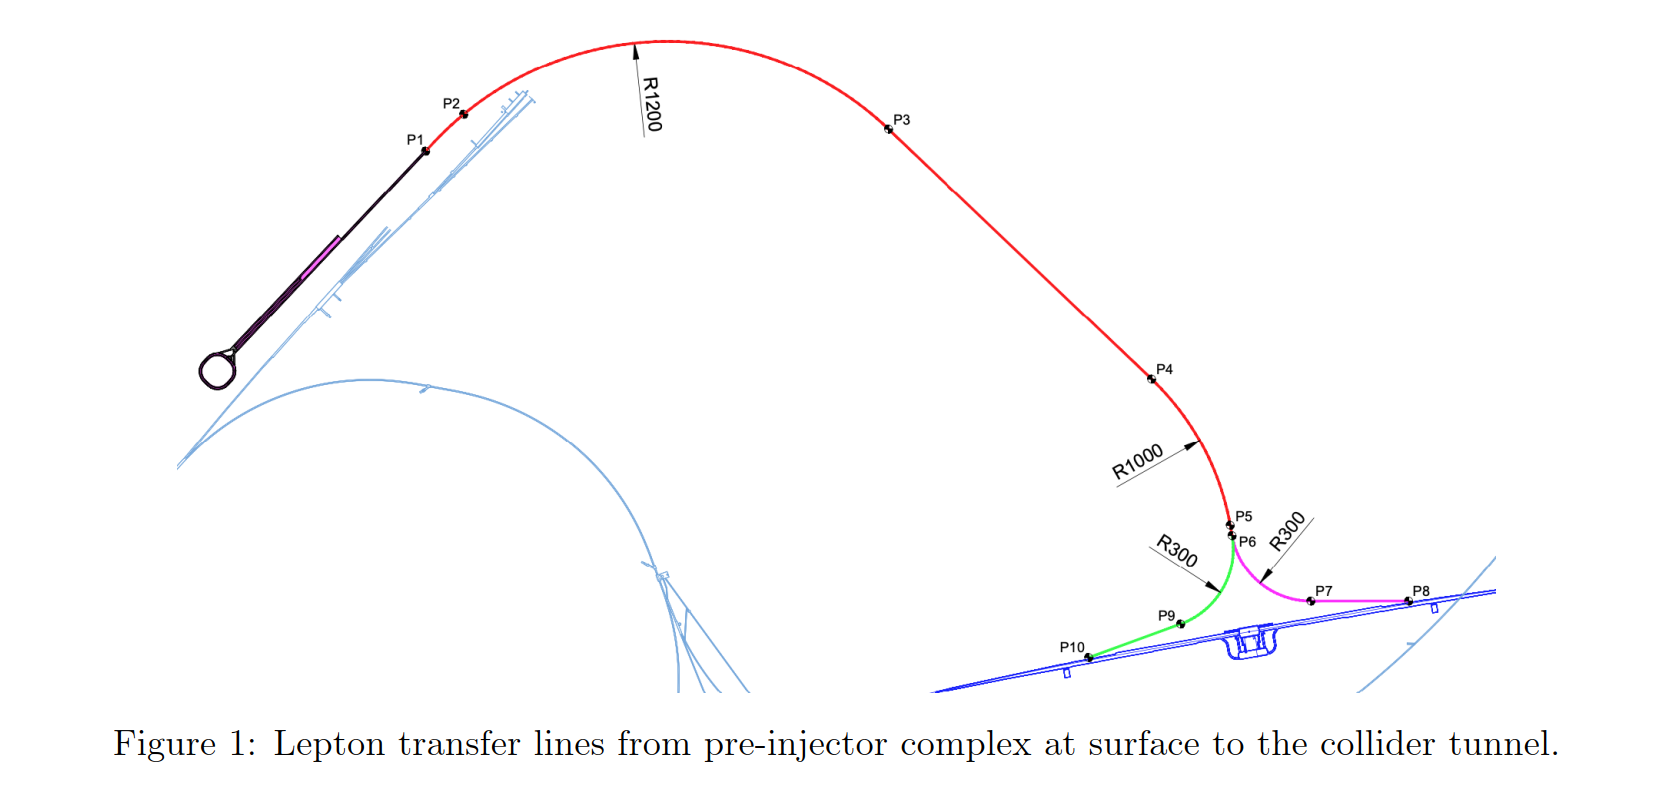 P2
P1
R1200
P3
P4
R1000
P5
P6
R300
R300
P7
P8
P9
P10
Figure 1: Lepton transfer lines from pre-injector complex at surface to the collider tunnel.